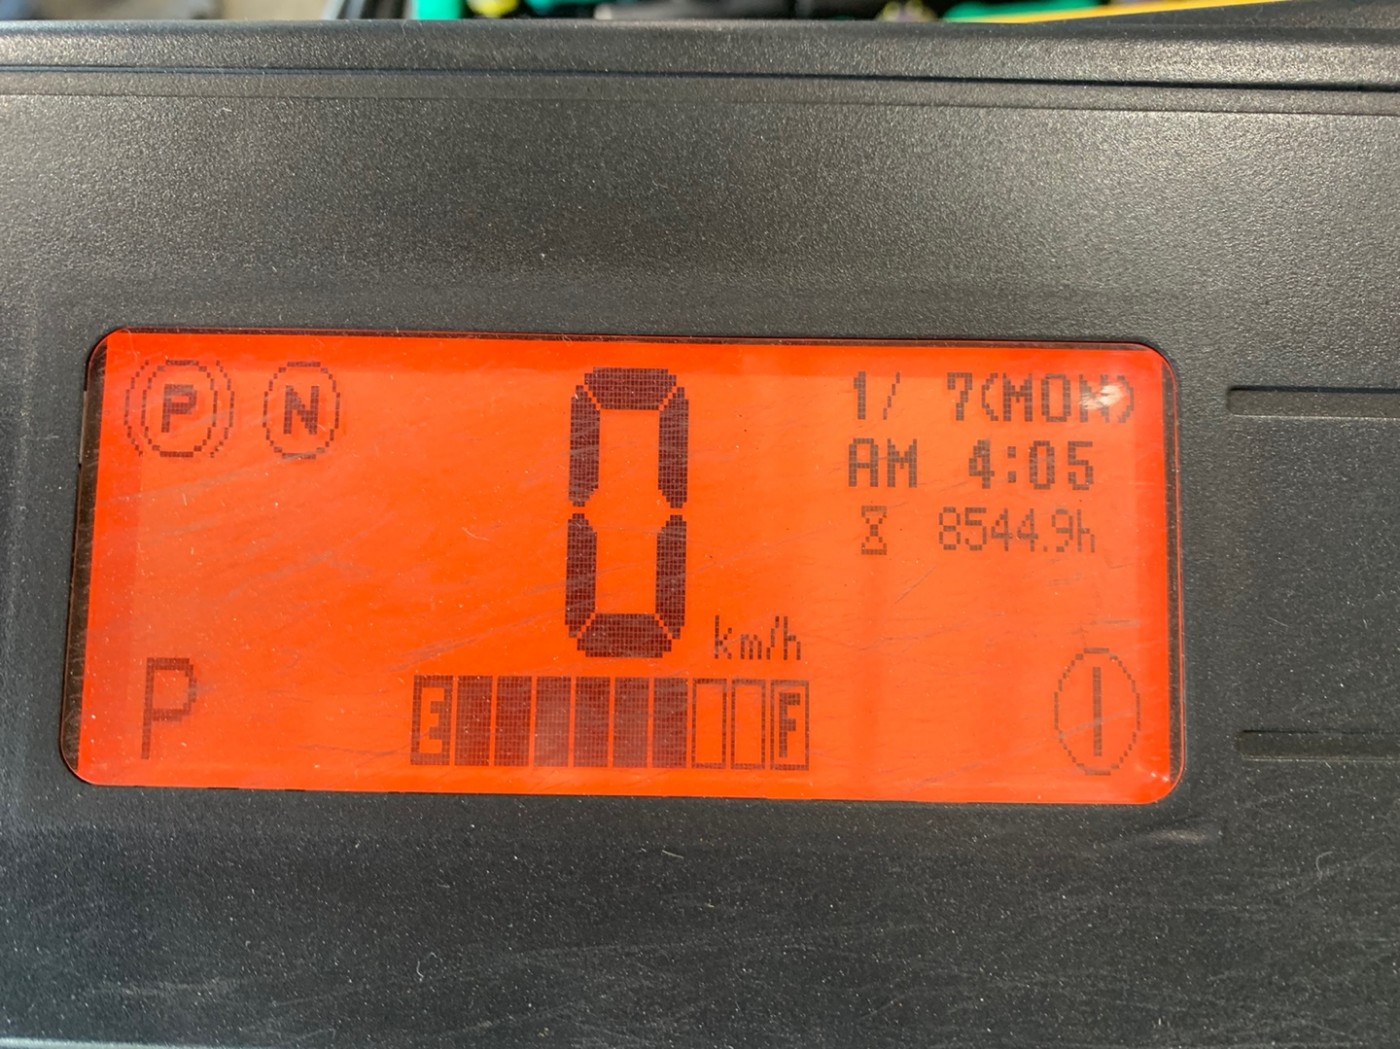 P N
0
km/h
1/ 7(MON)
AM 4:05
8544.9h
P
E F
I